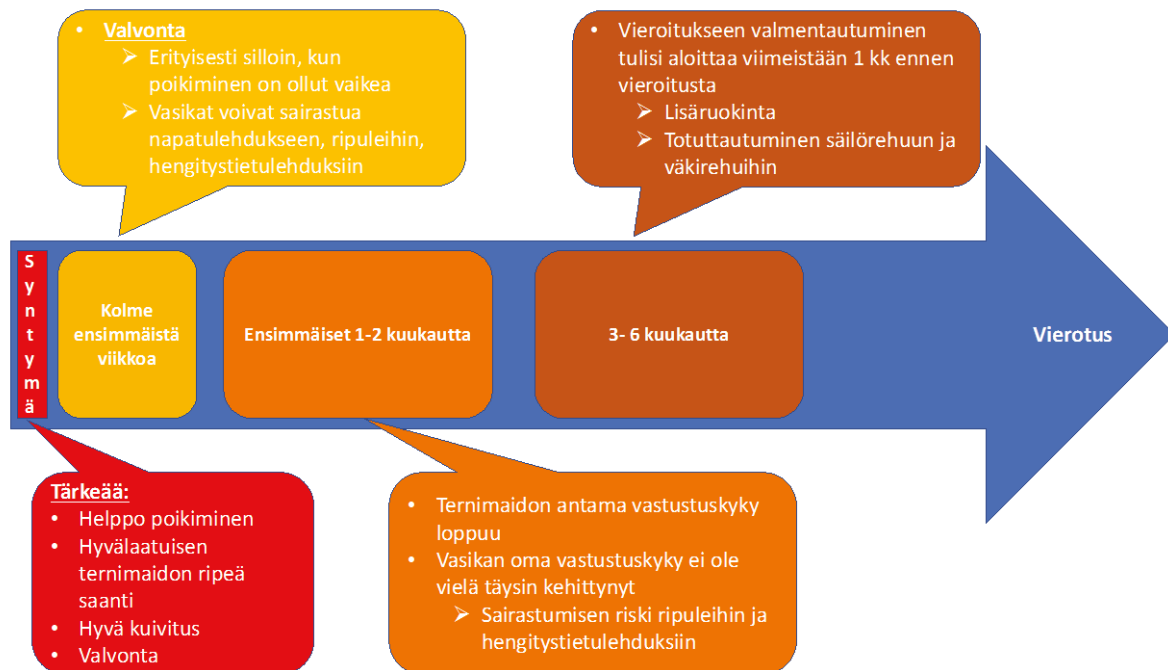 • Valvonta
➢ Erityisesti silloin, kun
poikiminen on ollut vaikea
➢ Vasikat voivat sairastua
napatulehdukseen, ripuleihin,
hengitystietulehduksiin
• Vieroitukseen valmentautuminen
tulisi aloittaa viimeistään 1 kk ennen
vieroitusta
➢ Lisäruokinta
➢ Totuttautuminen säilörehuun ja
väkirehuihin
Syntymä
Kolme
ensimmäistä
viikkoa
Ensimmäiset 1-2 kuukautta
3- 6 kuukautta
Vierotus
Tärkeää:
• Helppo poikiminen
• Hyvälaatuisen
ternimaidon ripeä
saanti
• Hyvä kuivitus
• Valvonta
• Ternimaidon antama vastustuskyky
loppuu
• Vasikan oma vastustuskyky ei ole
vielä täysin kehittynyt
➢ Sairastumisen riski ripuleihin ja
hengitystietulehduksiin